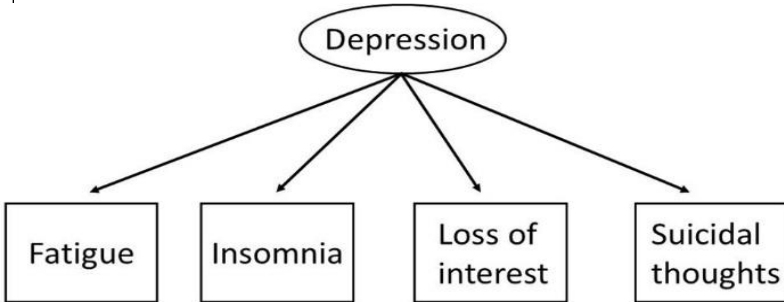 Depression
Fatigue
Insomnia
Loss of
interest
Suicidal
thoughts